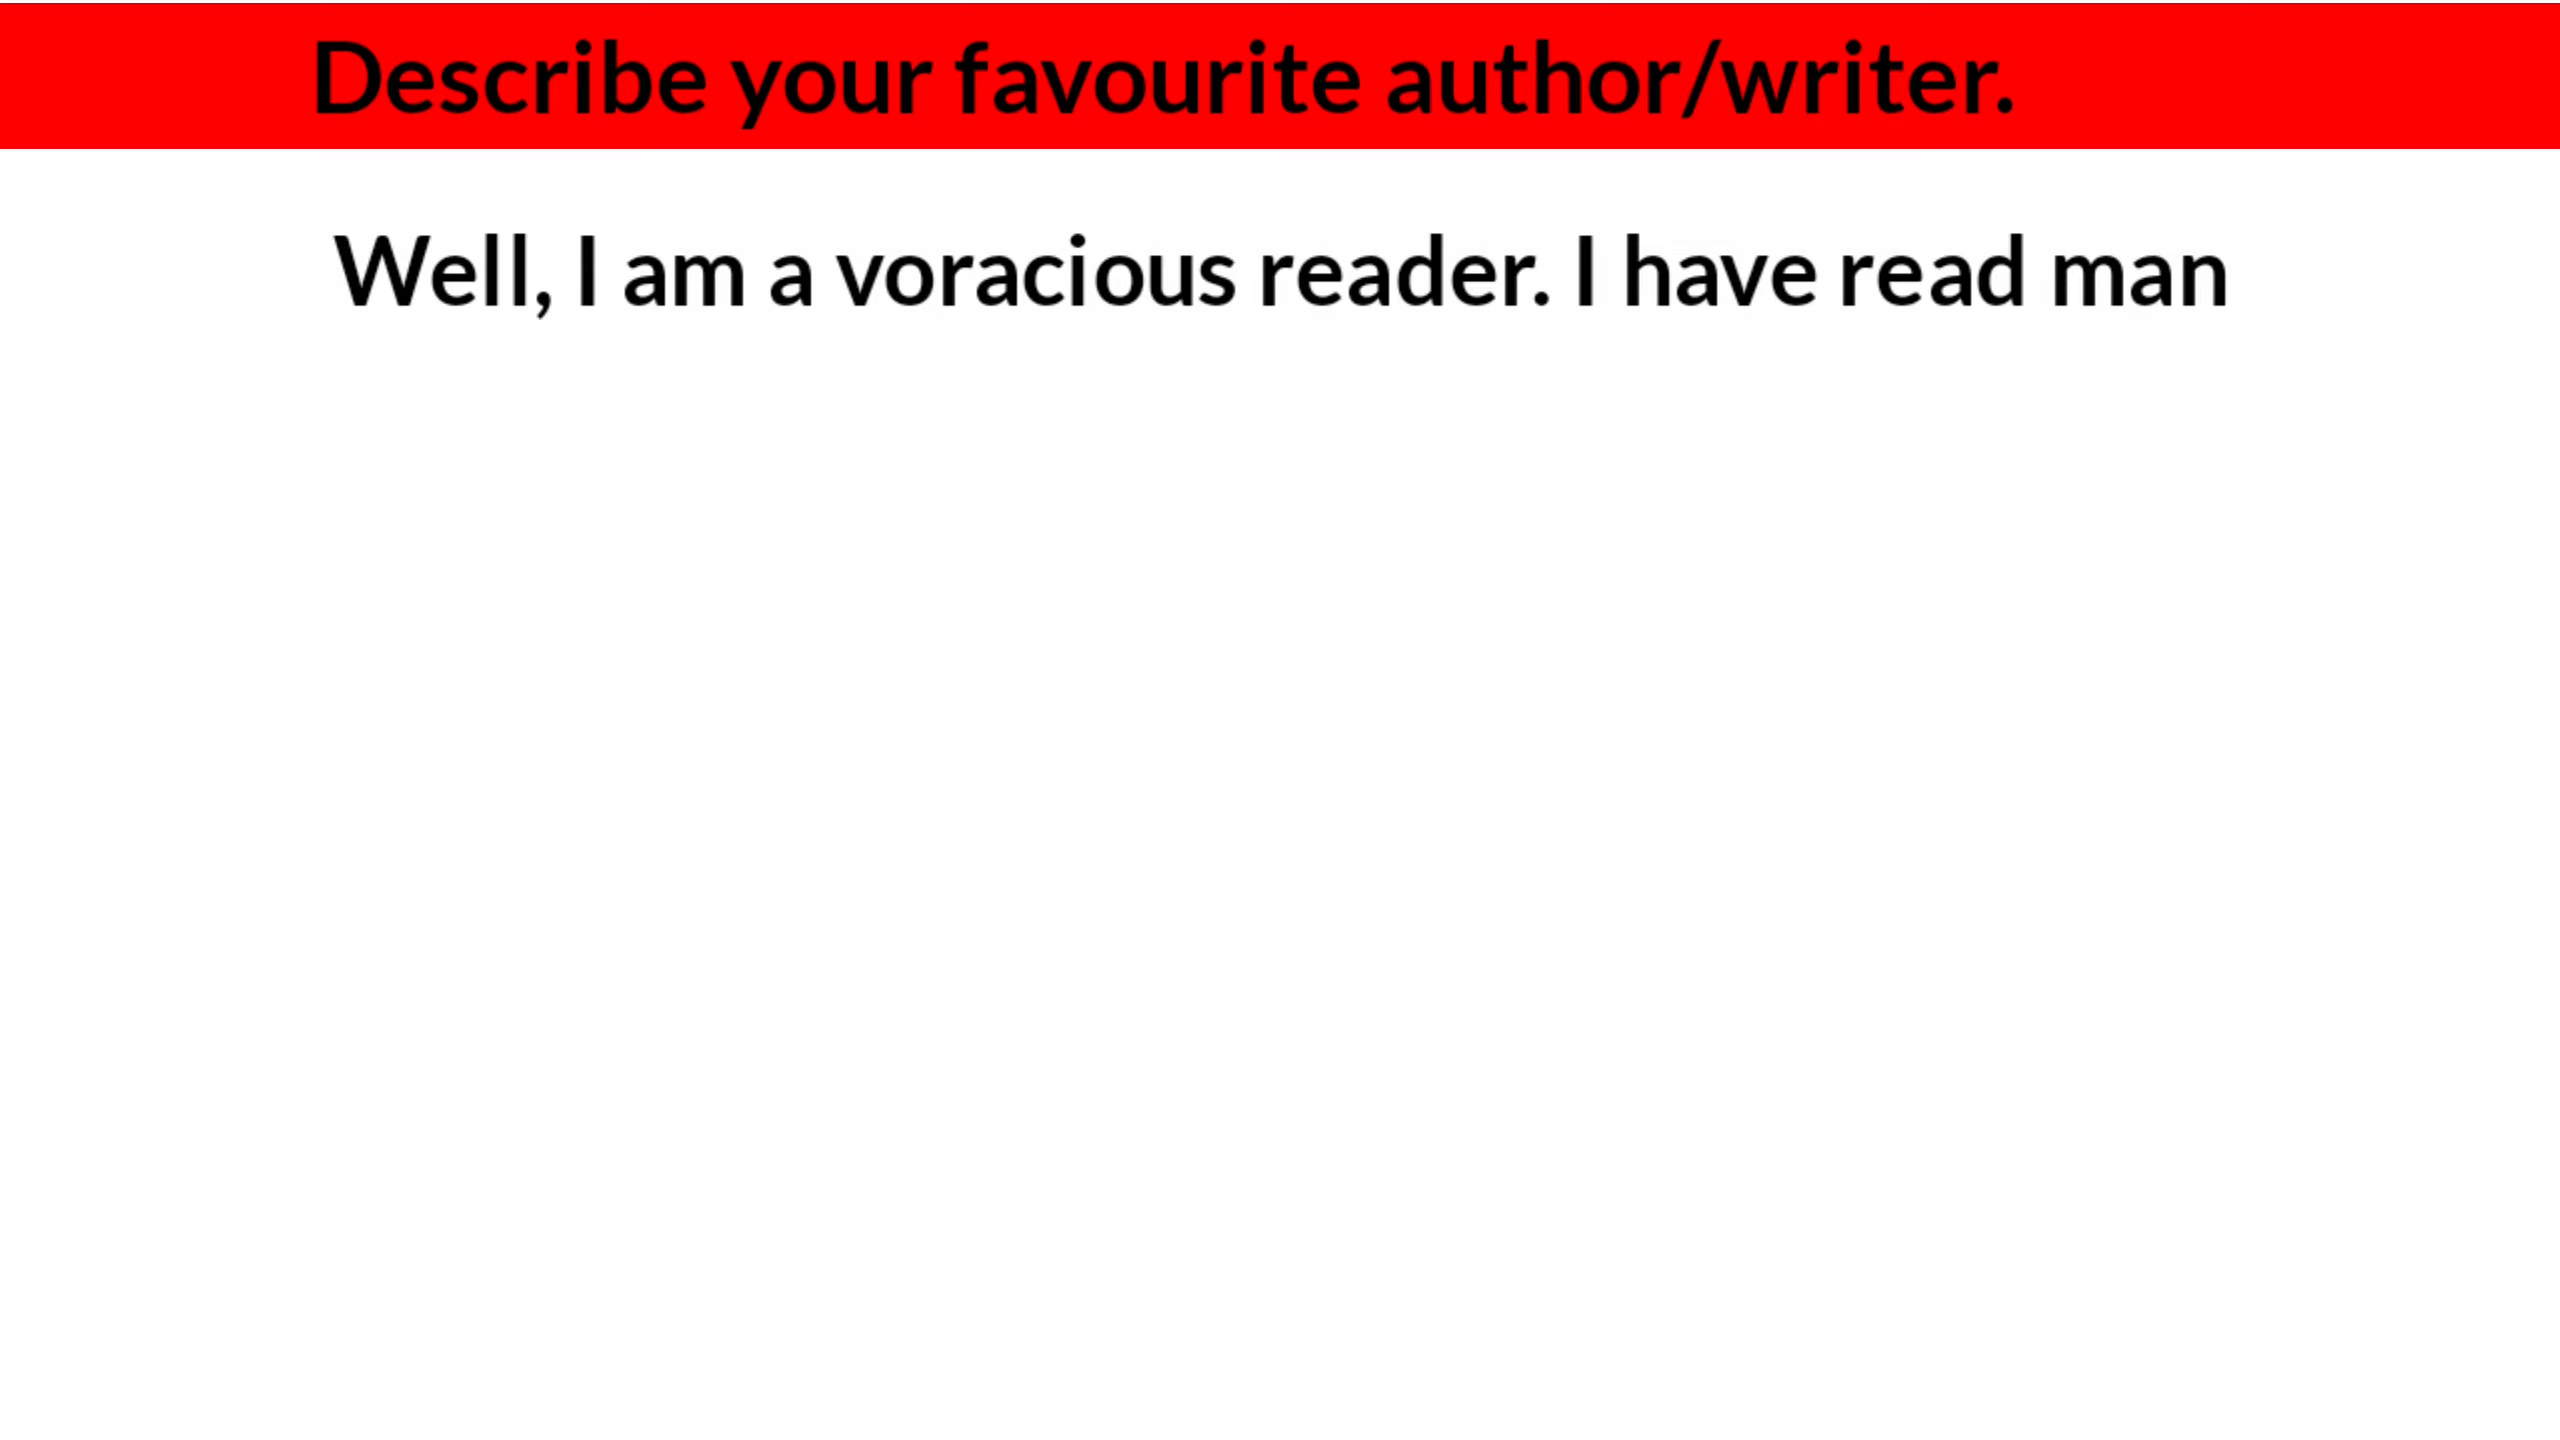 Describe your favourite author/writer.
Well, I am a voracious reader. I have read man